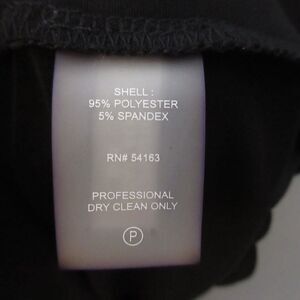 SHELL :
95% POLYESTER
5% SPANDEX
RN# 54163
PROFESSIONAL
DRY CLEAN ONLY
P